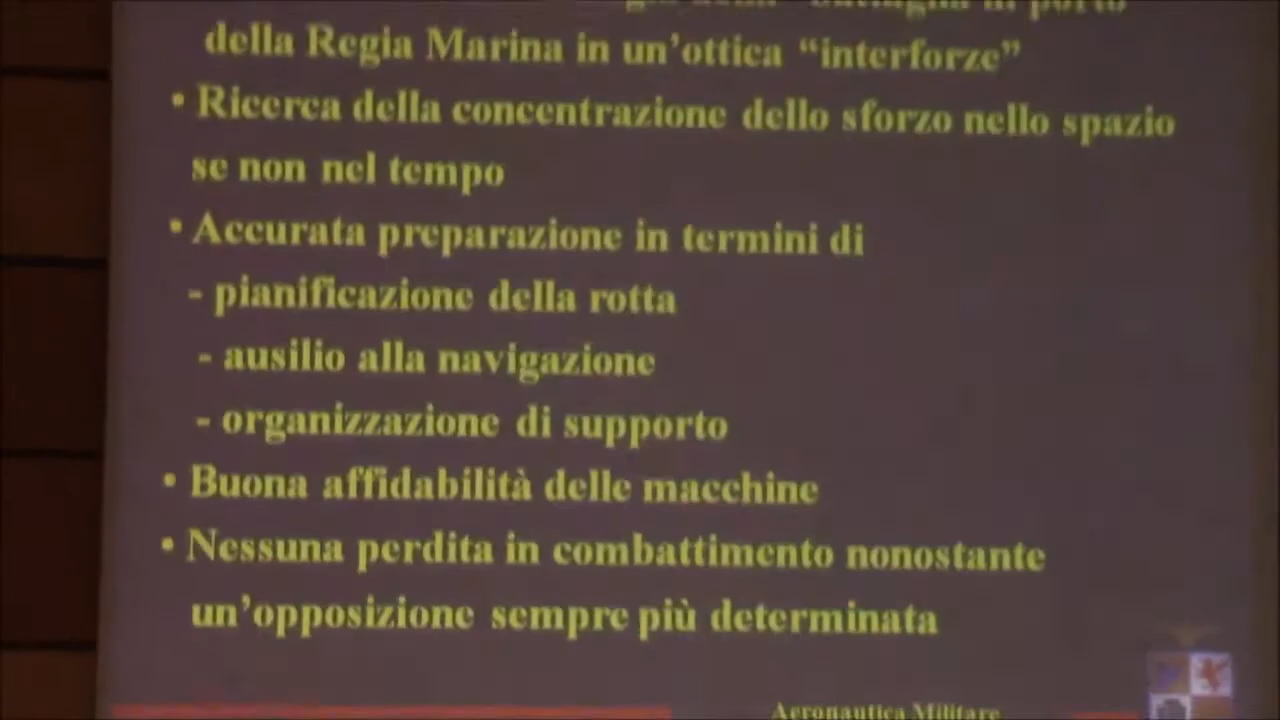 della Regia Marina in un'ottica “interforze”
• Ricerca della concentrazione dello sforzo nello spazio
se non nel tempo
• Accurata preparazione in termini di
- pianificazione della rotta
- ausilio alla navigazione
- organizzazione di supporto
• Buona affidabilità delle macchine
• Nessuna perdita in combattimento nonostante
un'opposizione sempre più determinata
Aeronautica Militare